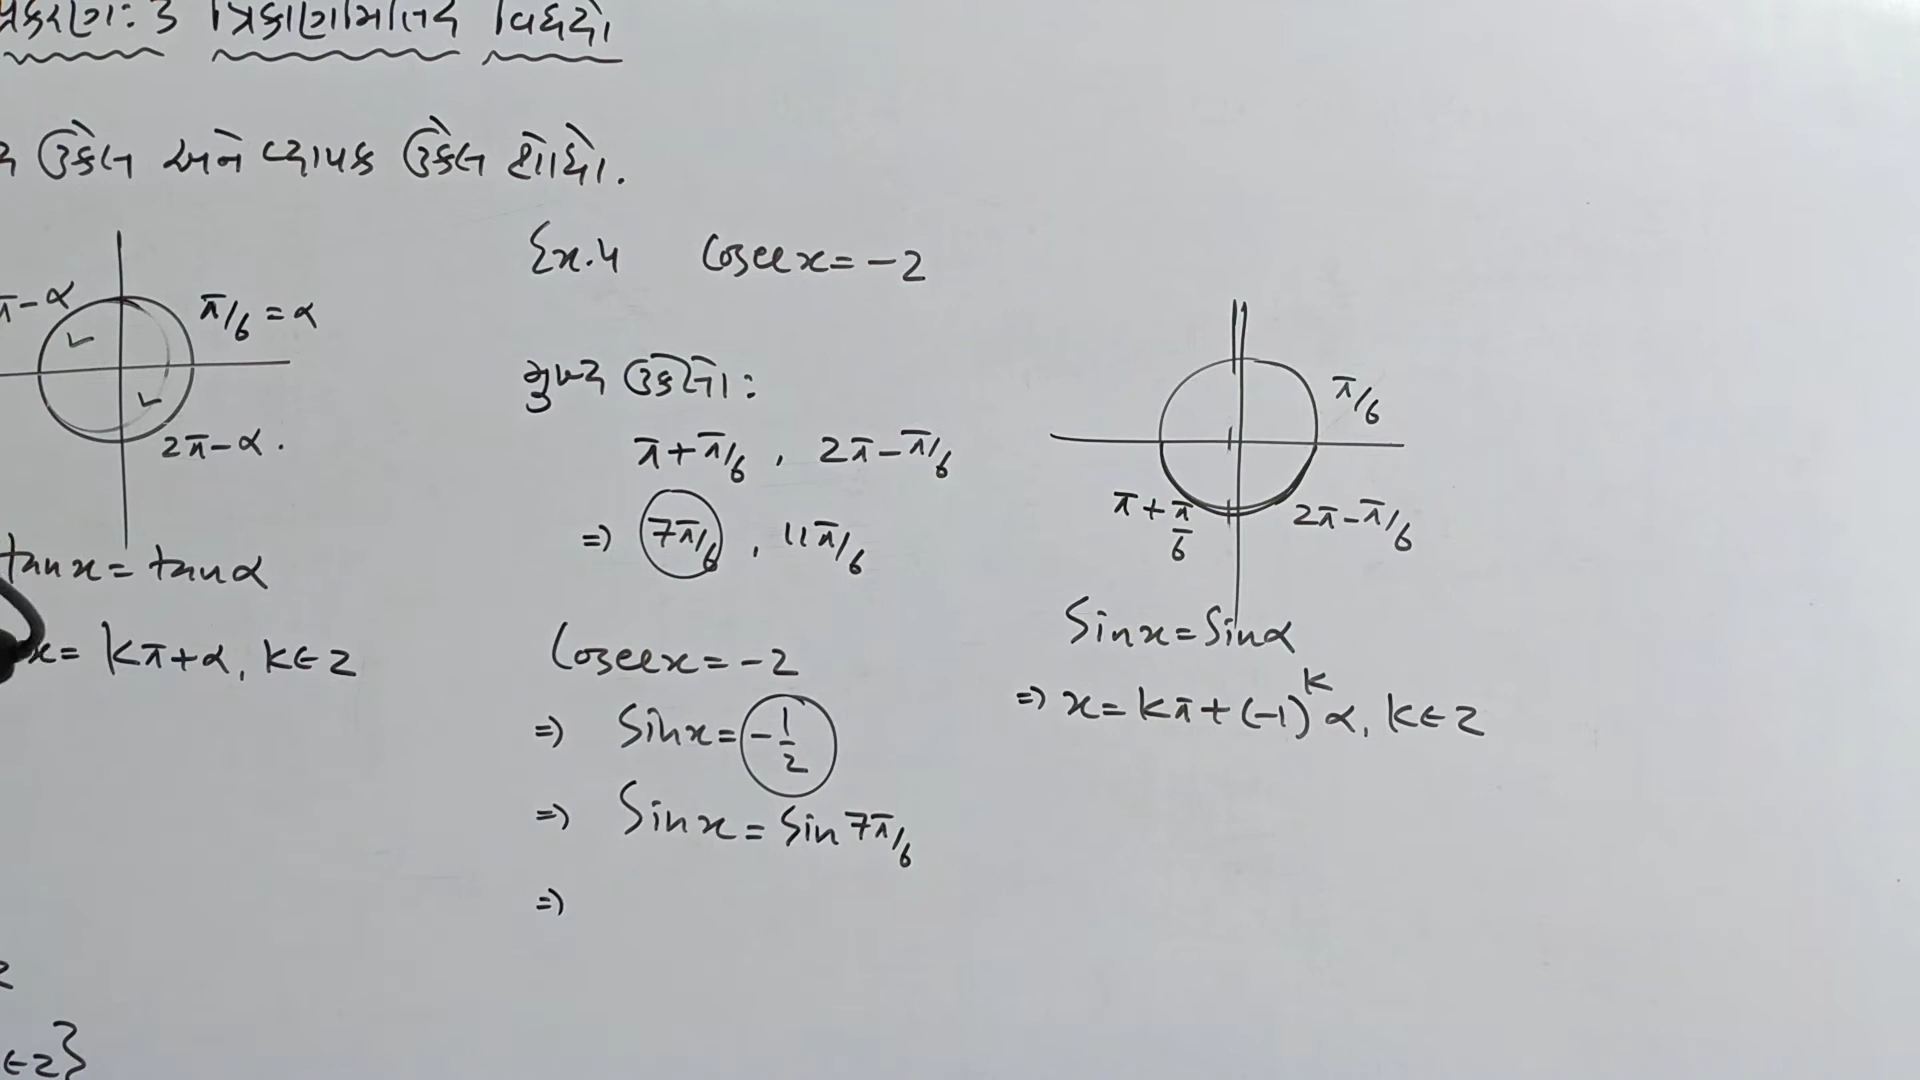 પ્રકરણ: 3 ત્રિકોણમિતિય વિધેયો
ઉકેલ અને વ્યાપક ઉકેલ શોધો.
π-α
π/6 = α
2π-α.
tan x = tan α
x = kπ+α, k∈Z
Ex.4 Cosec x = -2
મુખ્ય ઉકેલો:
π+π/6 , 2π-π/6
=> 7π/6 , 11π/6
Cosec x = -2
=> Sin x = -1/2
=> Sin x = Sin 7π/6
=>
π/6
π+π/6
2π-π/6
Sin x = Sin α
=> x = kπ+(-1)^k α, k∈Z
∈Z}